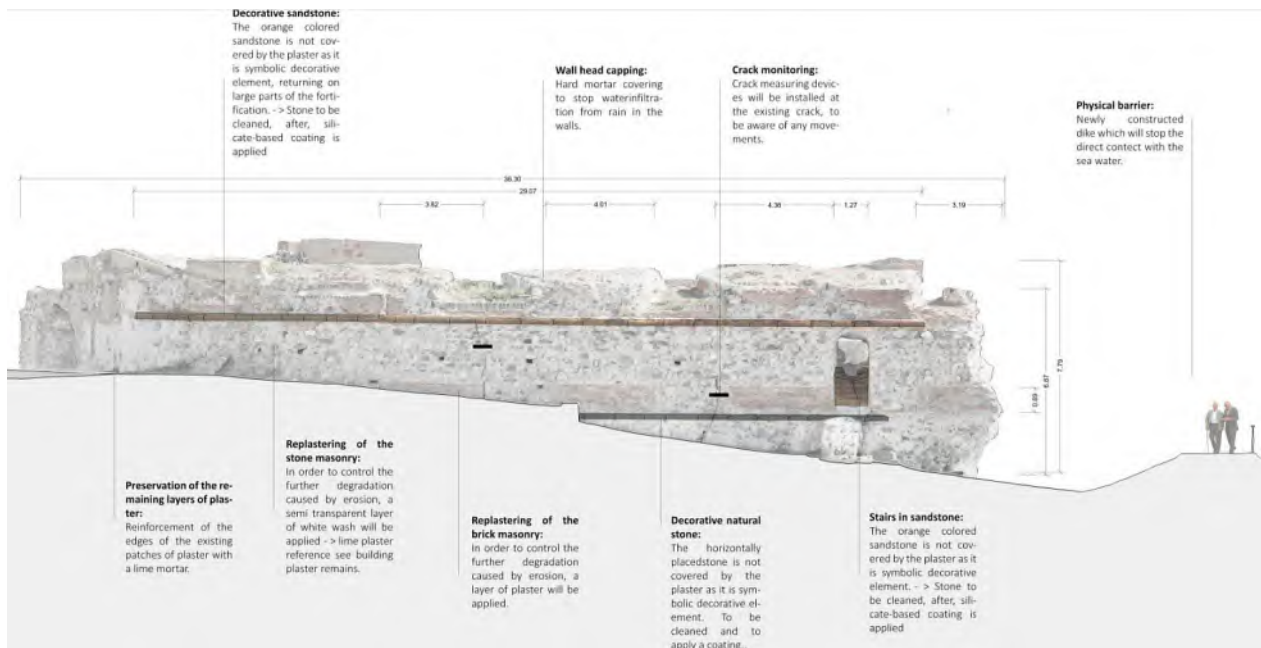 Decorative sandstone:
The orange colored
sandstone is not cov-
ered by the plaster as it
is symbolic decorative
element, returning on
large parts of the forti-
fication. - > Stone to be
cleaned, after, sili-
cate-based coating is
applied
Wall head capping:
Hard mortar covering
to stop waterinfiltra-
tion from rain in the
walls.
Crack monitoring:
Crack measuring devic-
es will be installed at
the existing crack, to
be aware of any move-
ments.
Physical barrier:
Newly constructed
dike which will stop the
direct contect with the
sea water.
29.07
3.82
4.01
4.36
1.27
3.19
0.89
6.87
7.79
Preservation of the re-
maining layers of plas-
ter:
Reinforcement of the
edges of the existing
patches of plaster with
a lime mortar.
Replastering of the
stone masonry:
In order to control the
further degradation
caused by erosion, a
semi transparent layer
of white wash will be
applied - > lime plaster
reference see building
plaster remains.
Replastering of the
brick masonry:
In order to control the
further degradation
caused by erosion, a
layer of plaster will be
applied.
Decorative natural
stone:
The horizontally
placedstone is not
covered by the
plaster as it is sym-
bolic decorative el-
ement. To be
cleaned and to
apply a coating..
Stairs in sandstone:
The orange colored
sandstone is not cov-
ered by the plaster as it
is symbolic decorative
element. - > Stone to
be cleaned, after, sili-
cate-based coating is
applied